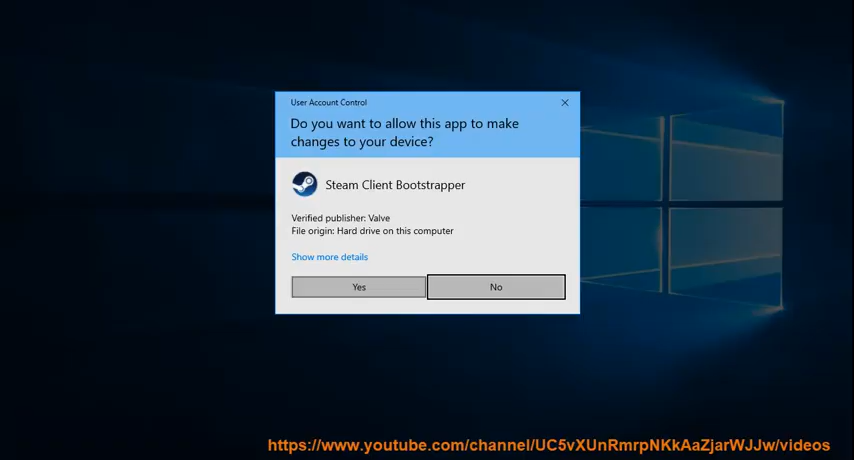 User Account Control
Do you want to allow this app to make
changes to your device?
Steam Client Bootstrapper
Verified publisher: Valve
File origin: Hard drive on this computer
Show more details
Yes No
https://www.youtube.com/channel/UC5vXUnRmrpNKkAaZjarWJJw/videos